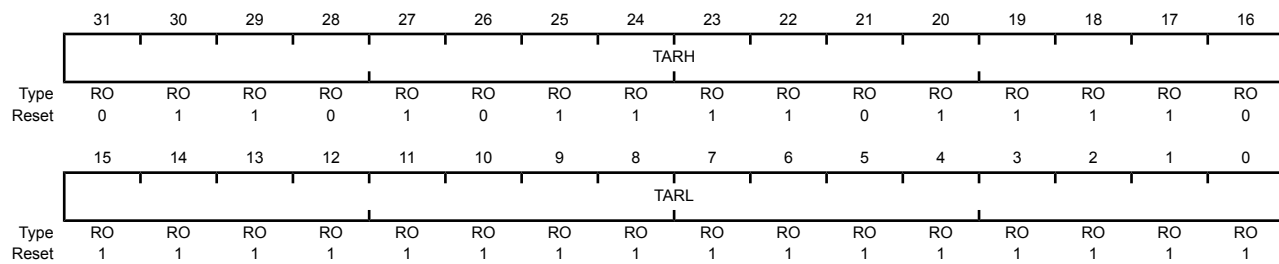 31 30 29 28 27 26 25 24 23 22 21 20 19 18 17 16
TARH
Type RO RO RO RO RO RO RO RO RO RO RO RO RO RO RO RO
Reset 0 1 1 0 1 0 1 1 1 1 0 1 1 1 1 0
15 14 13 12 11 10 9 8 7 6 5 4 3 2 1 0
TARL
Type RO RO RO RO RO RO RO RO RO RO RO RO RO RO RO RO
Reset 1 1 1 1 1 1 1 1 1 1 1 1 1 1 1 1